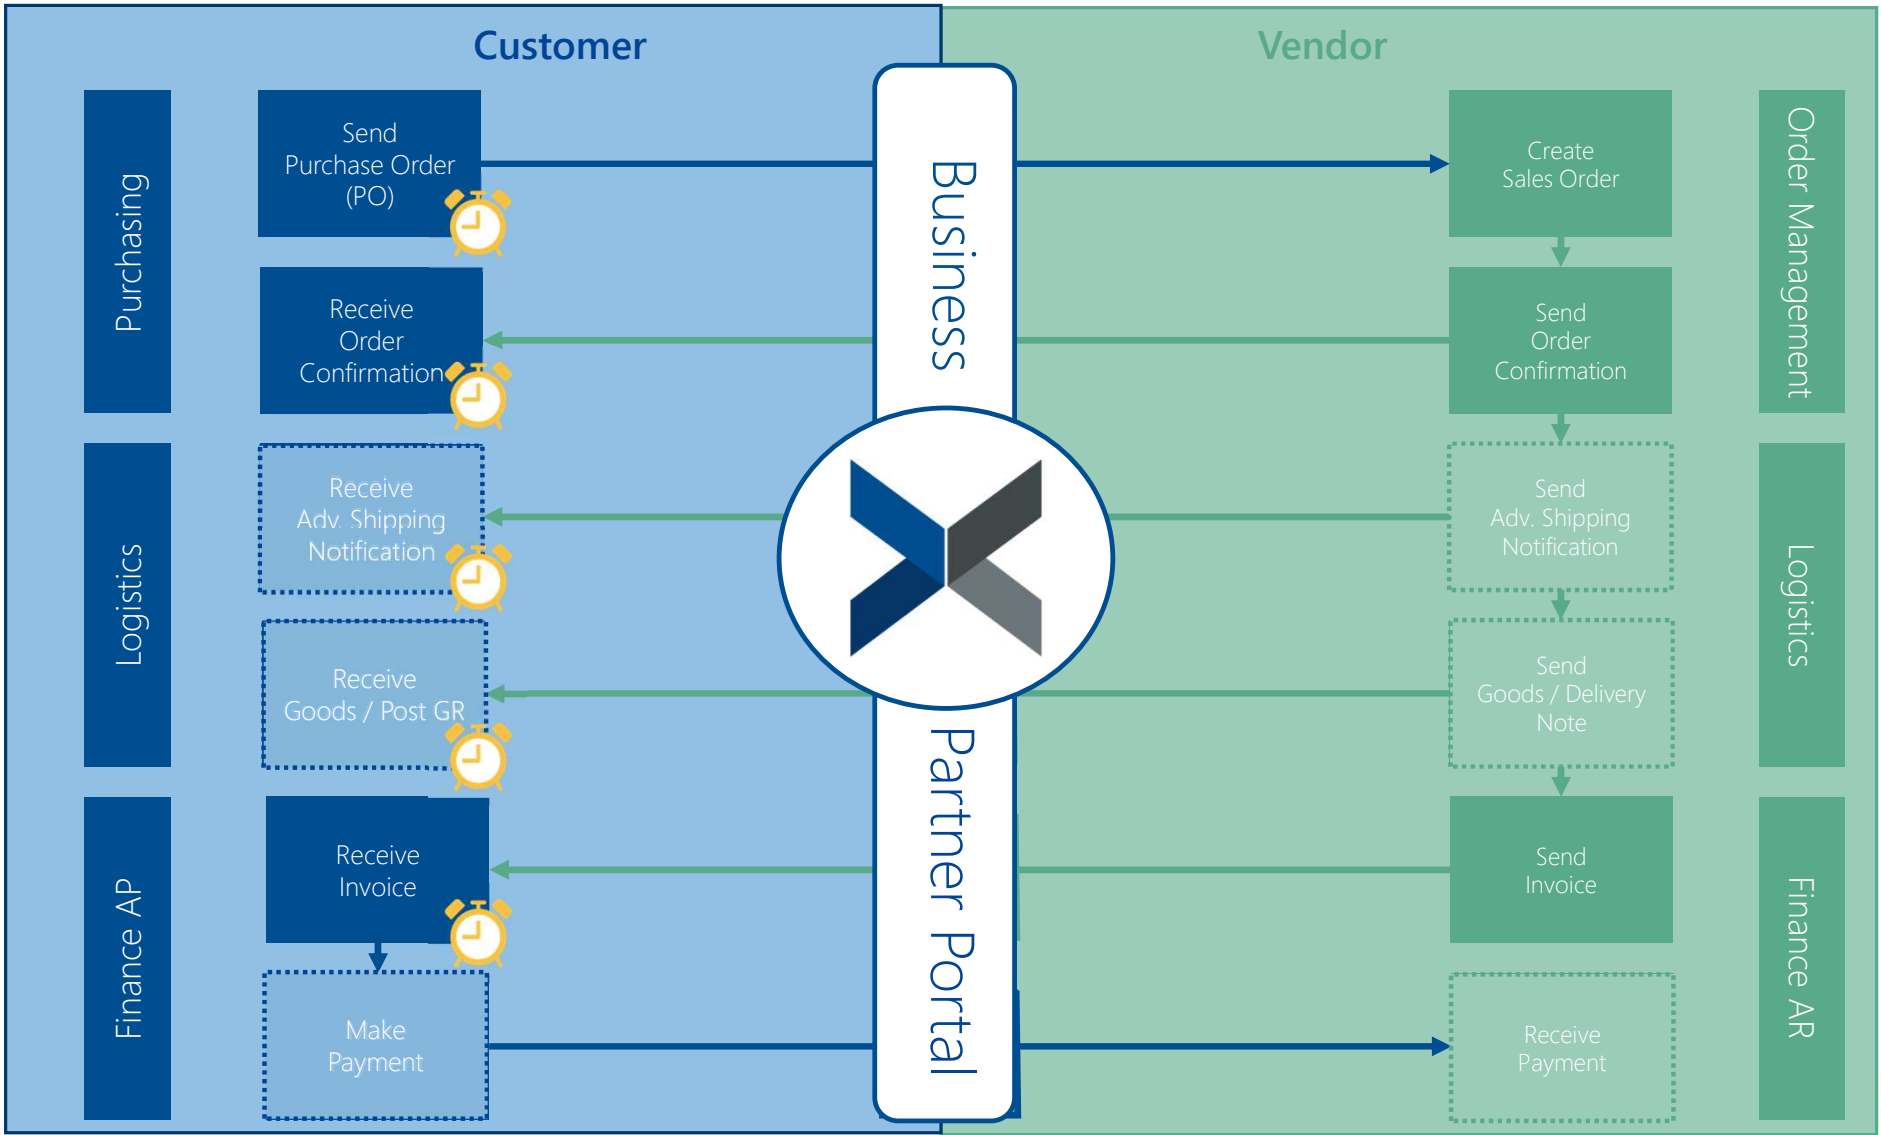 Customer
Vendor
Purchasing
Send
Purchase Order
(PO)
Business
Create
Sales Order
Order Management
Receive
Order
Confirmation
Send
Order
Confirmation
Logistics
Receive
Adv. Shipping
Notification
Send
Adv. Shipping
Notification
Logistics
Receive
Goods / Post GR
Send
Goods / Delivery
Note
Partner Portal
Finance AP
Receive
Invoice
Send
Invoice
Finance AR
Make
Payment
Receive
Payment